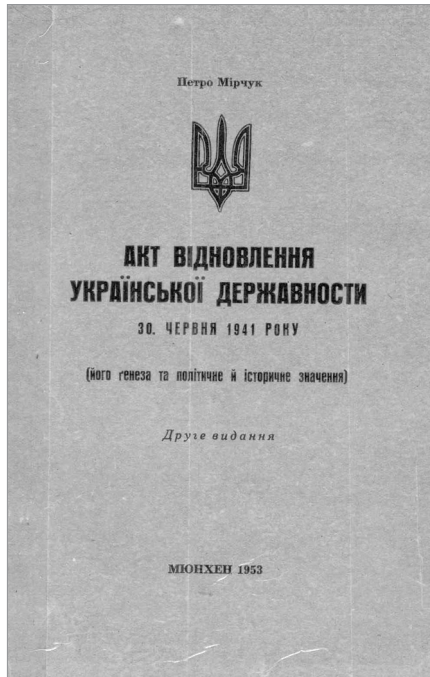 Петро Мірчук
АКТ ВІДНОВЛЕННЯ
УКРАЇНСЬКОЇ ДЕРЖАВНОСТИ
30. ЧЕРВНЯ 1941 РОКУ
(його ґенеза та політичне й історичне значення)
Друге видання
МЮНХЕН 1953